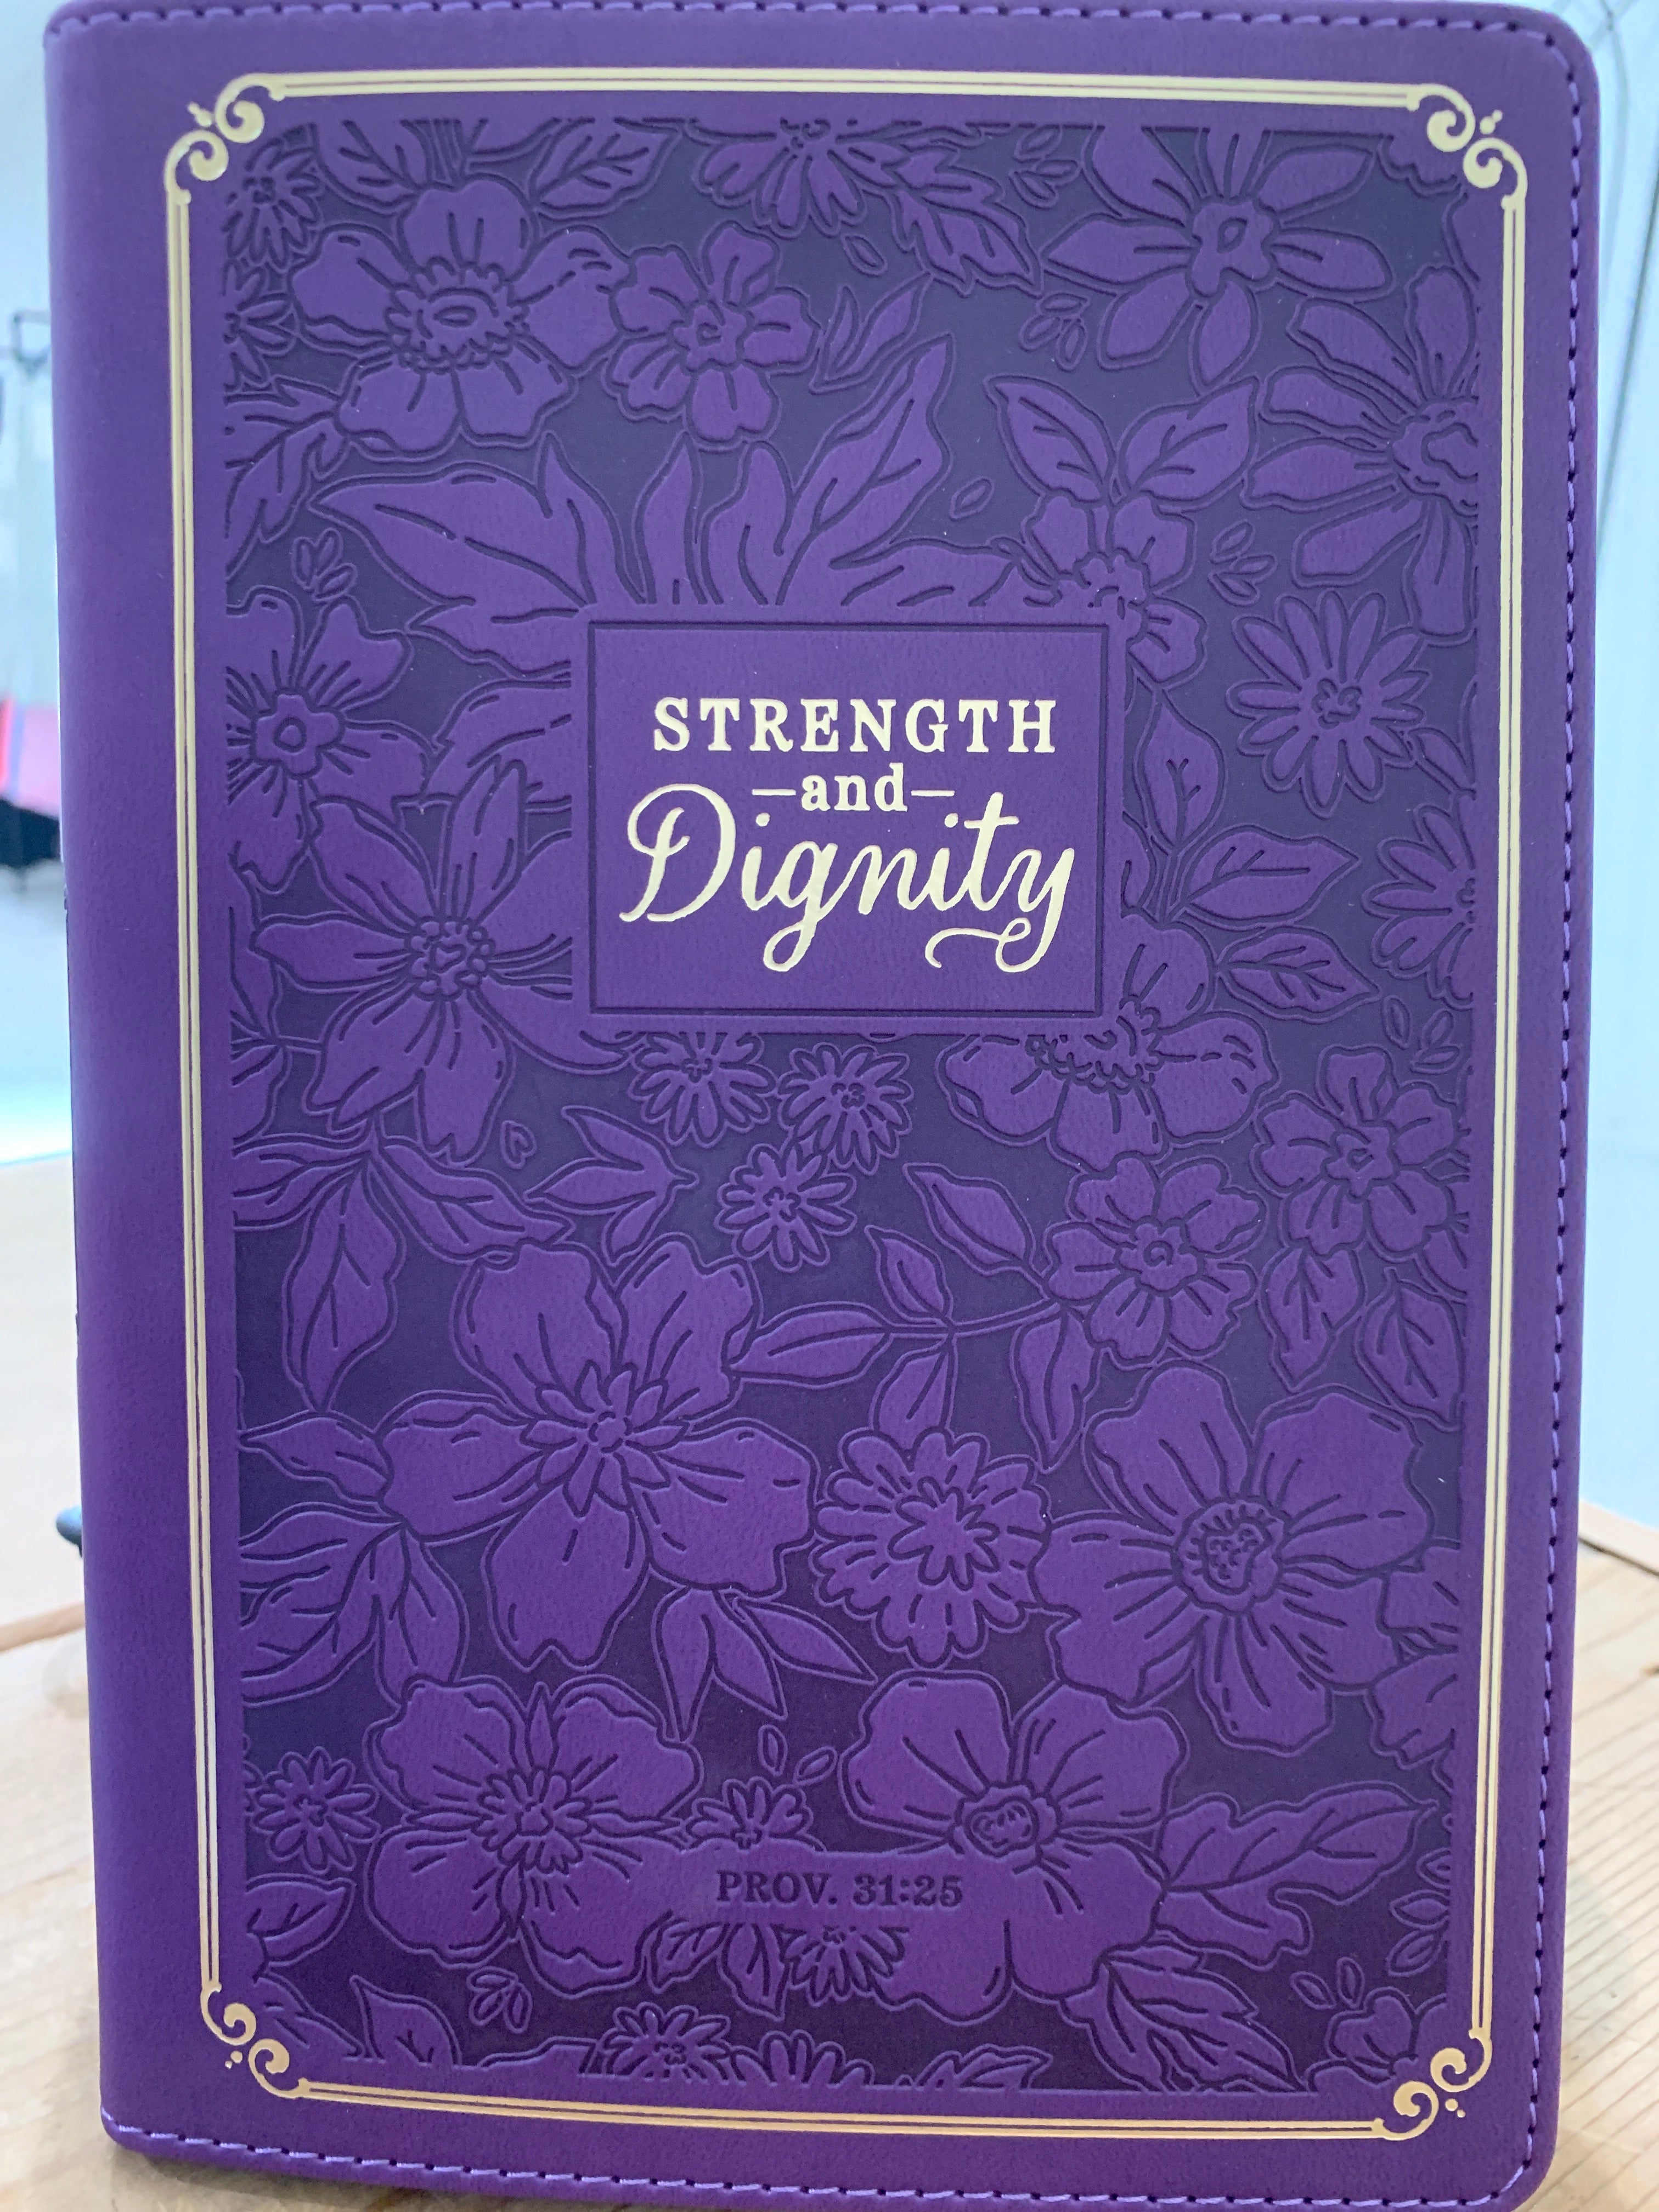 STRENGTH
—and—
Dignity
PROV. 31:25